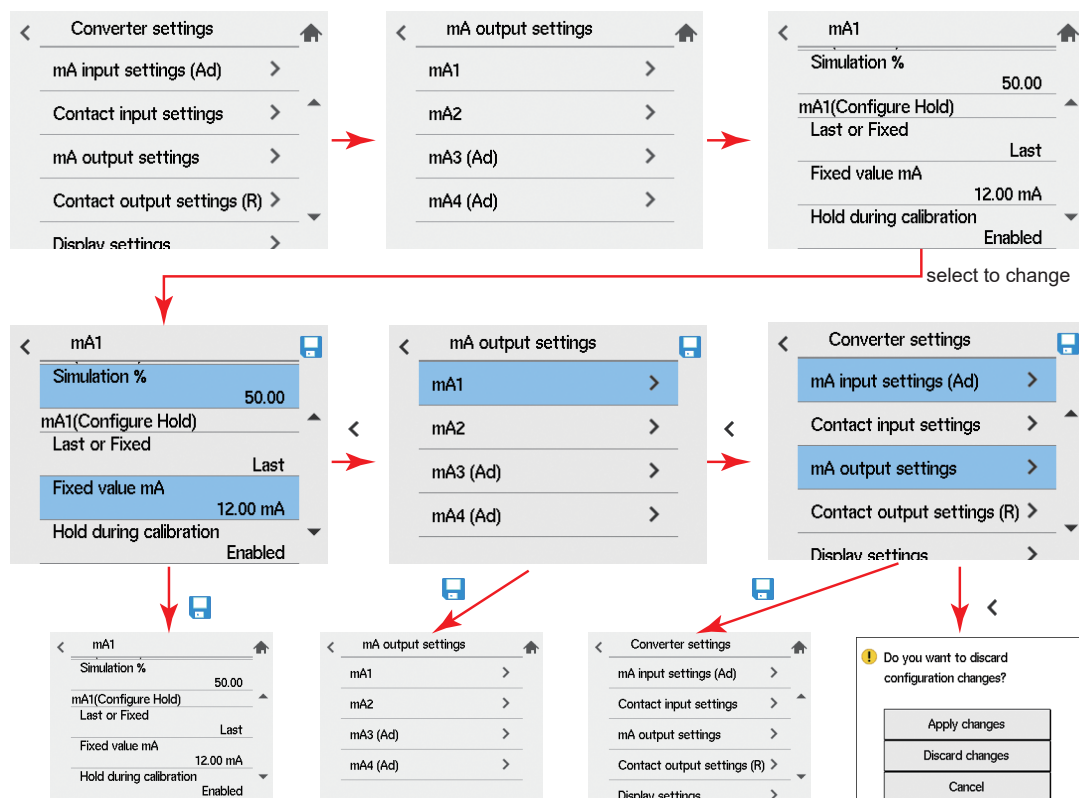 Converter settings
mA input settings (Ad)
Contact input settings
mA output settings
Contact output settings (R)
Display settings
mA output settings
mA1
mA2
mA3 (Ad)
mA4 (Ad)
mA1
Simulation %
50.00
mA1(Configure Hold)
Last or Fixed
Last
Fixed value mA
12.00 mA
Hold during calibration
Enabled
select to change
mA1
Simulation %
50.00
mA1(Configure Hold)
Last or Fixed
Last
Fixed value mA
12.00 mA
Hold during calibration
Enabled
mA output settings
mA1
mA2
mA3 (Ad)
mA4 (Ad)
Converter settings
mA input settings (Ad)
Contact input settings
mA output settings
Contact output settings (R)
Display settings
mA1
Simulation %
50.00
mA1(Configure Hold)
Last or Fixed
Last
Fixed value mA
12.00 mA
Hold during calibration
Enabled
mA output settings
mA1
mA2
mA3 (Ad)
mA4 (Ad)
Converter settings
mA input settings (Ad)
Contact input settings
mA output settings
Contact output settings (R)
Display settings
Do you want to discard
configuration changes?
Apply changes
Discard changes
Cancel